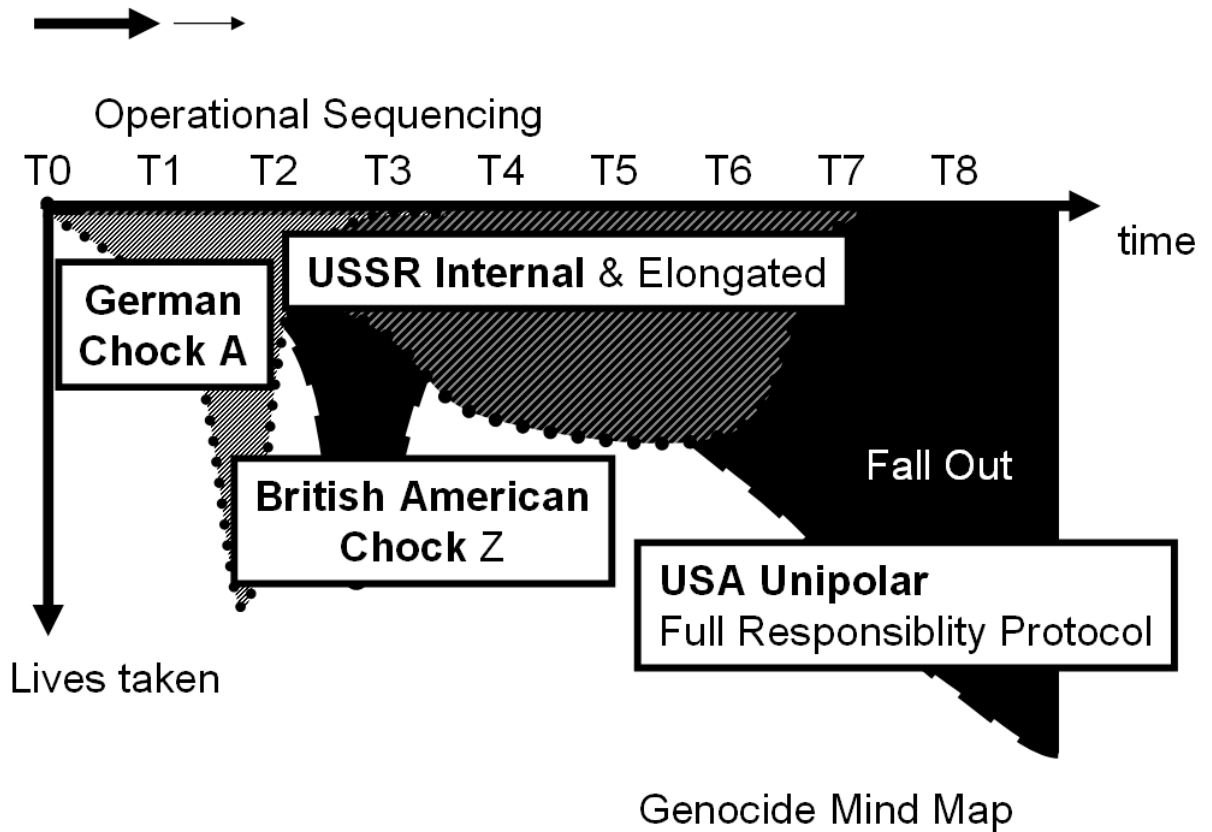 Operational Sequencing
T0 T1 T2 T3 T4 T5 T6 T7 T8
time
USSR Internal & Elongated
German
Chock A
Fall Out
British American
Chock Z
USA Unipolar
Full Responsiblity Protocol
Lives taken
Genocide Mind Map